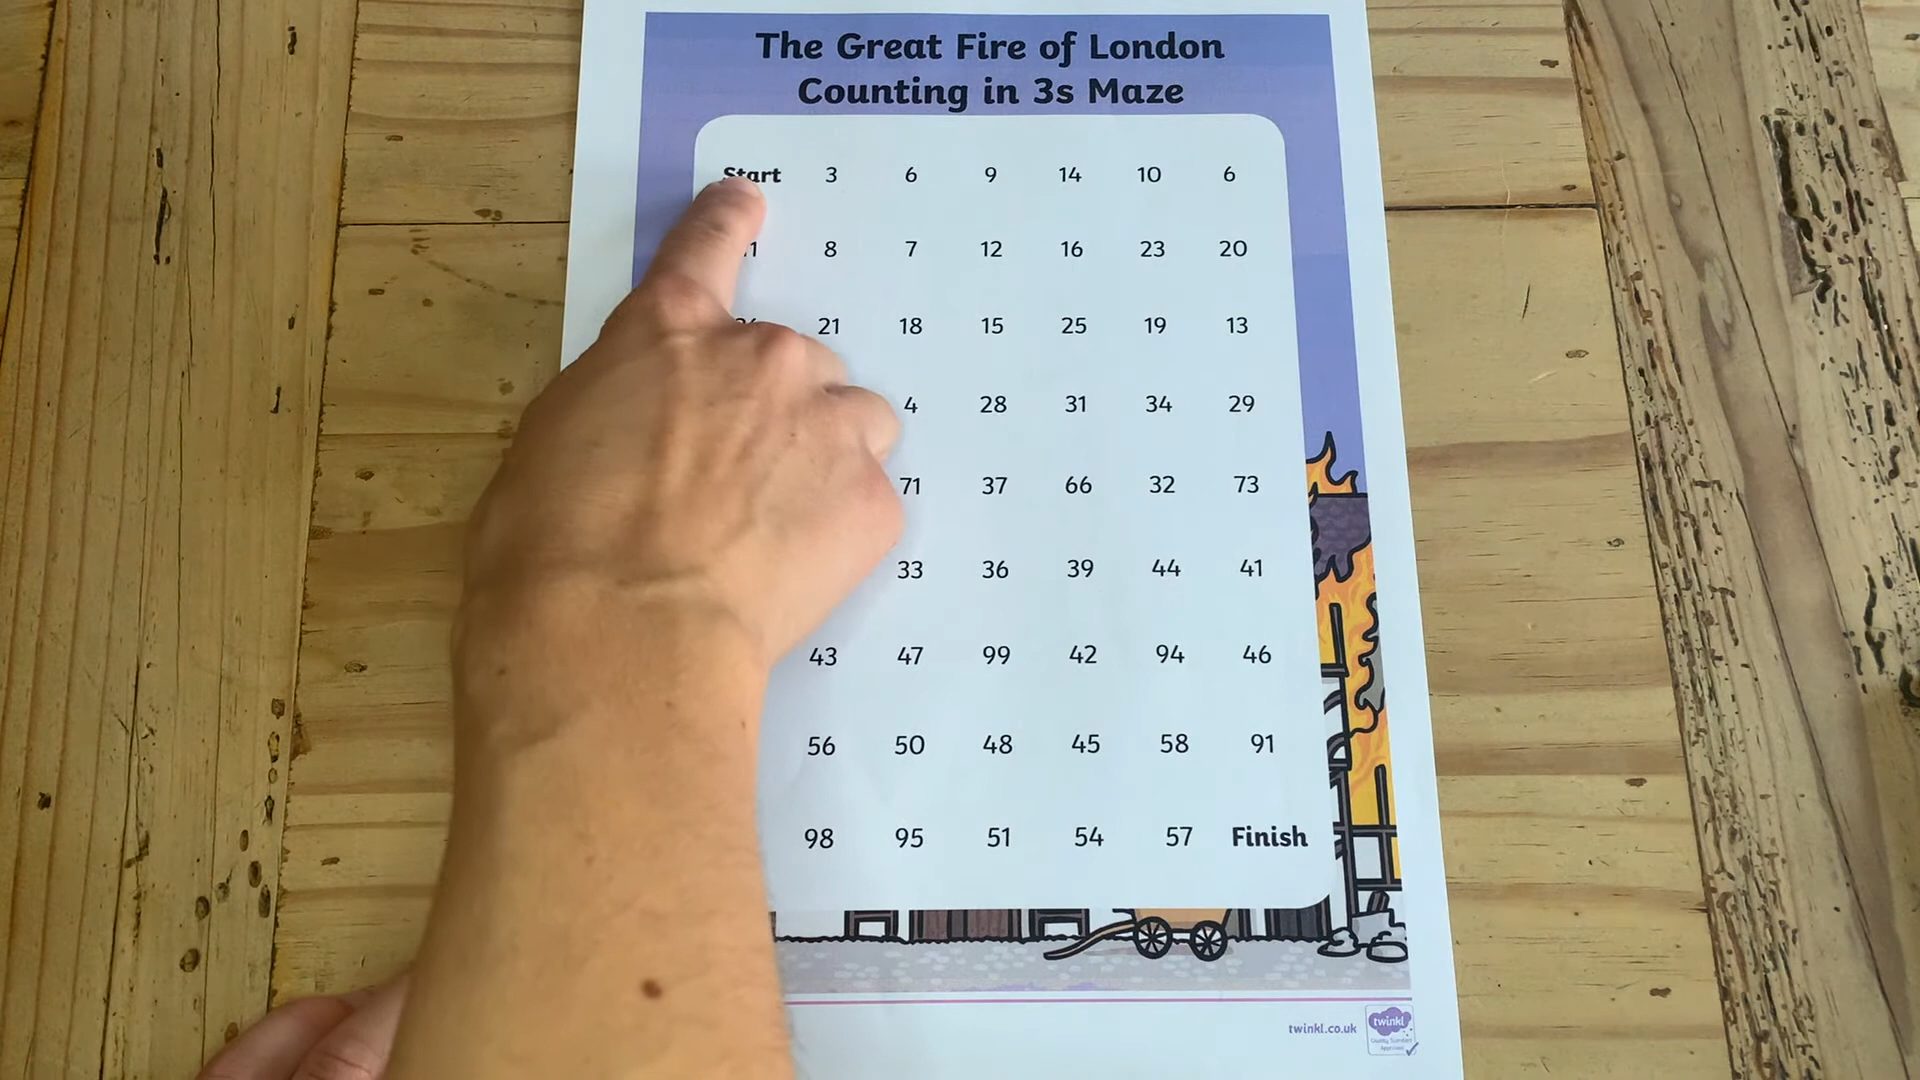 The Great Fire of London
Counting in 3s Maze
Start 3 6 9 14 10 6
8 7 12 16 23 20
21 18 15 25 19 13
4 28 31 34 29
71 37 66 32 73
33 36 39 44 41
43 47 99 42 94 46
56 50 48 45 58 91
98 95 51 54 57 Finish
twinkl.co.uk
twinkl
Quality Standard
Approved